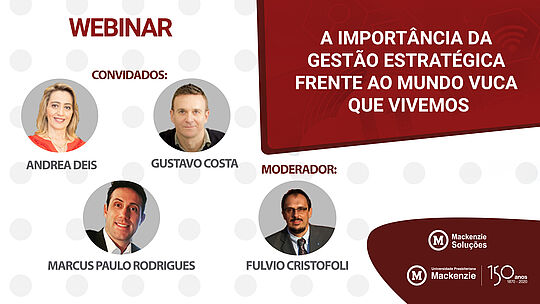 WEBINAR
CONVIDADOS:
ANDREA DEIS
GUSTAVO COSTA
MARCUS PAULO RODRIGUES
A IMPORTÂNCIA DA
GESTÃO ESTRATÉGICA
FRENTE AO MUNDO VUCA
QUE VIVEMOS
MODERADOR:
FULVIO CRISTOFOLI
M
Mackenzie
Soluções
M
Universidade Presbiteriana
Mackenzie
150 anos
1870 - 2020